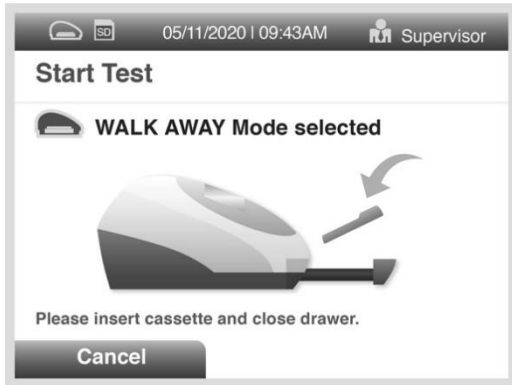 SD 05/11/2020 | 09:43AM Supervisor
Start Test
WALK AWAY Mode selected
Please insert cassette and close drawer.
Cancel